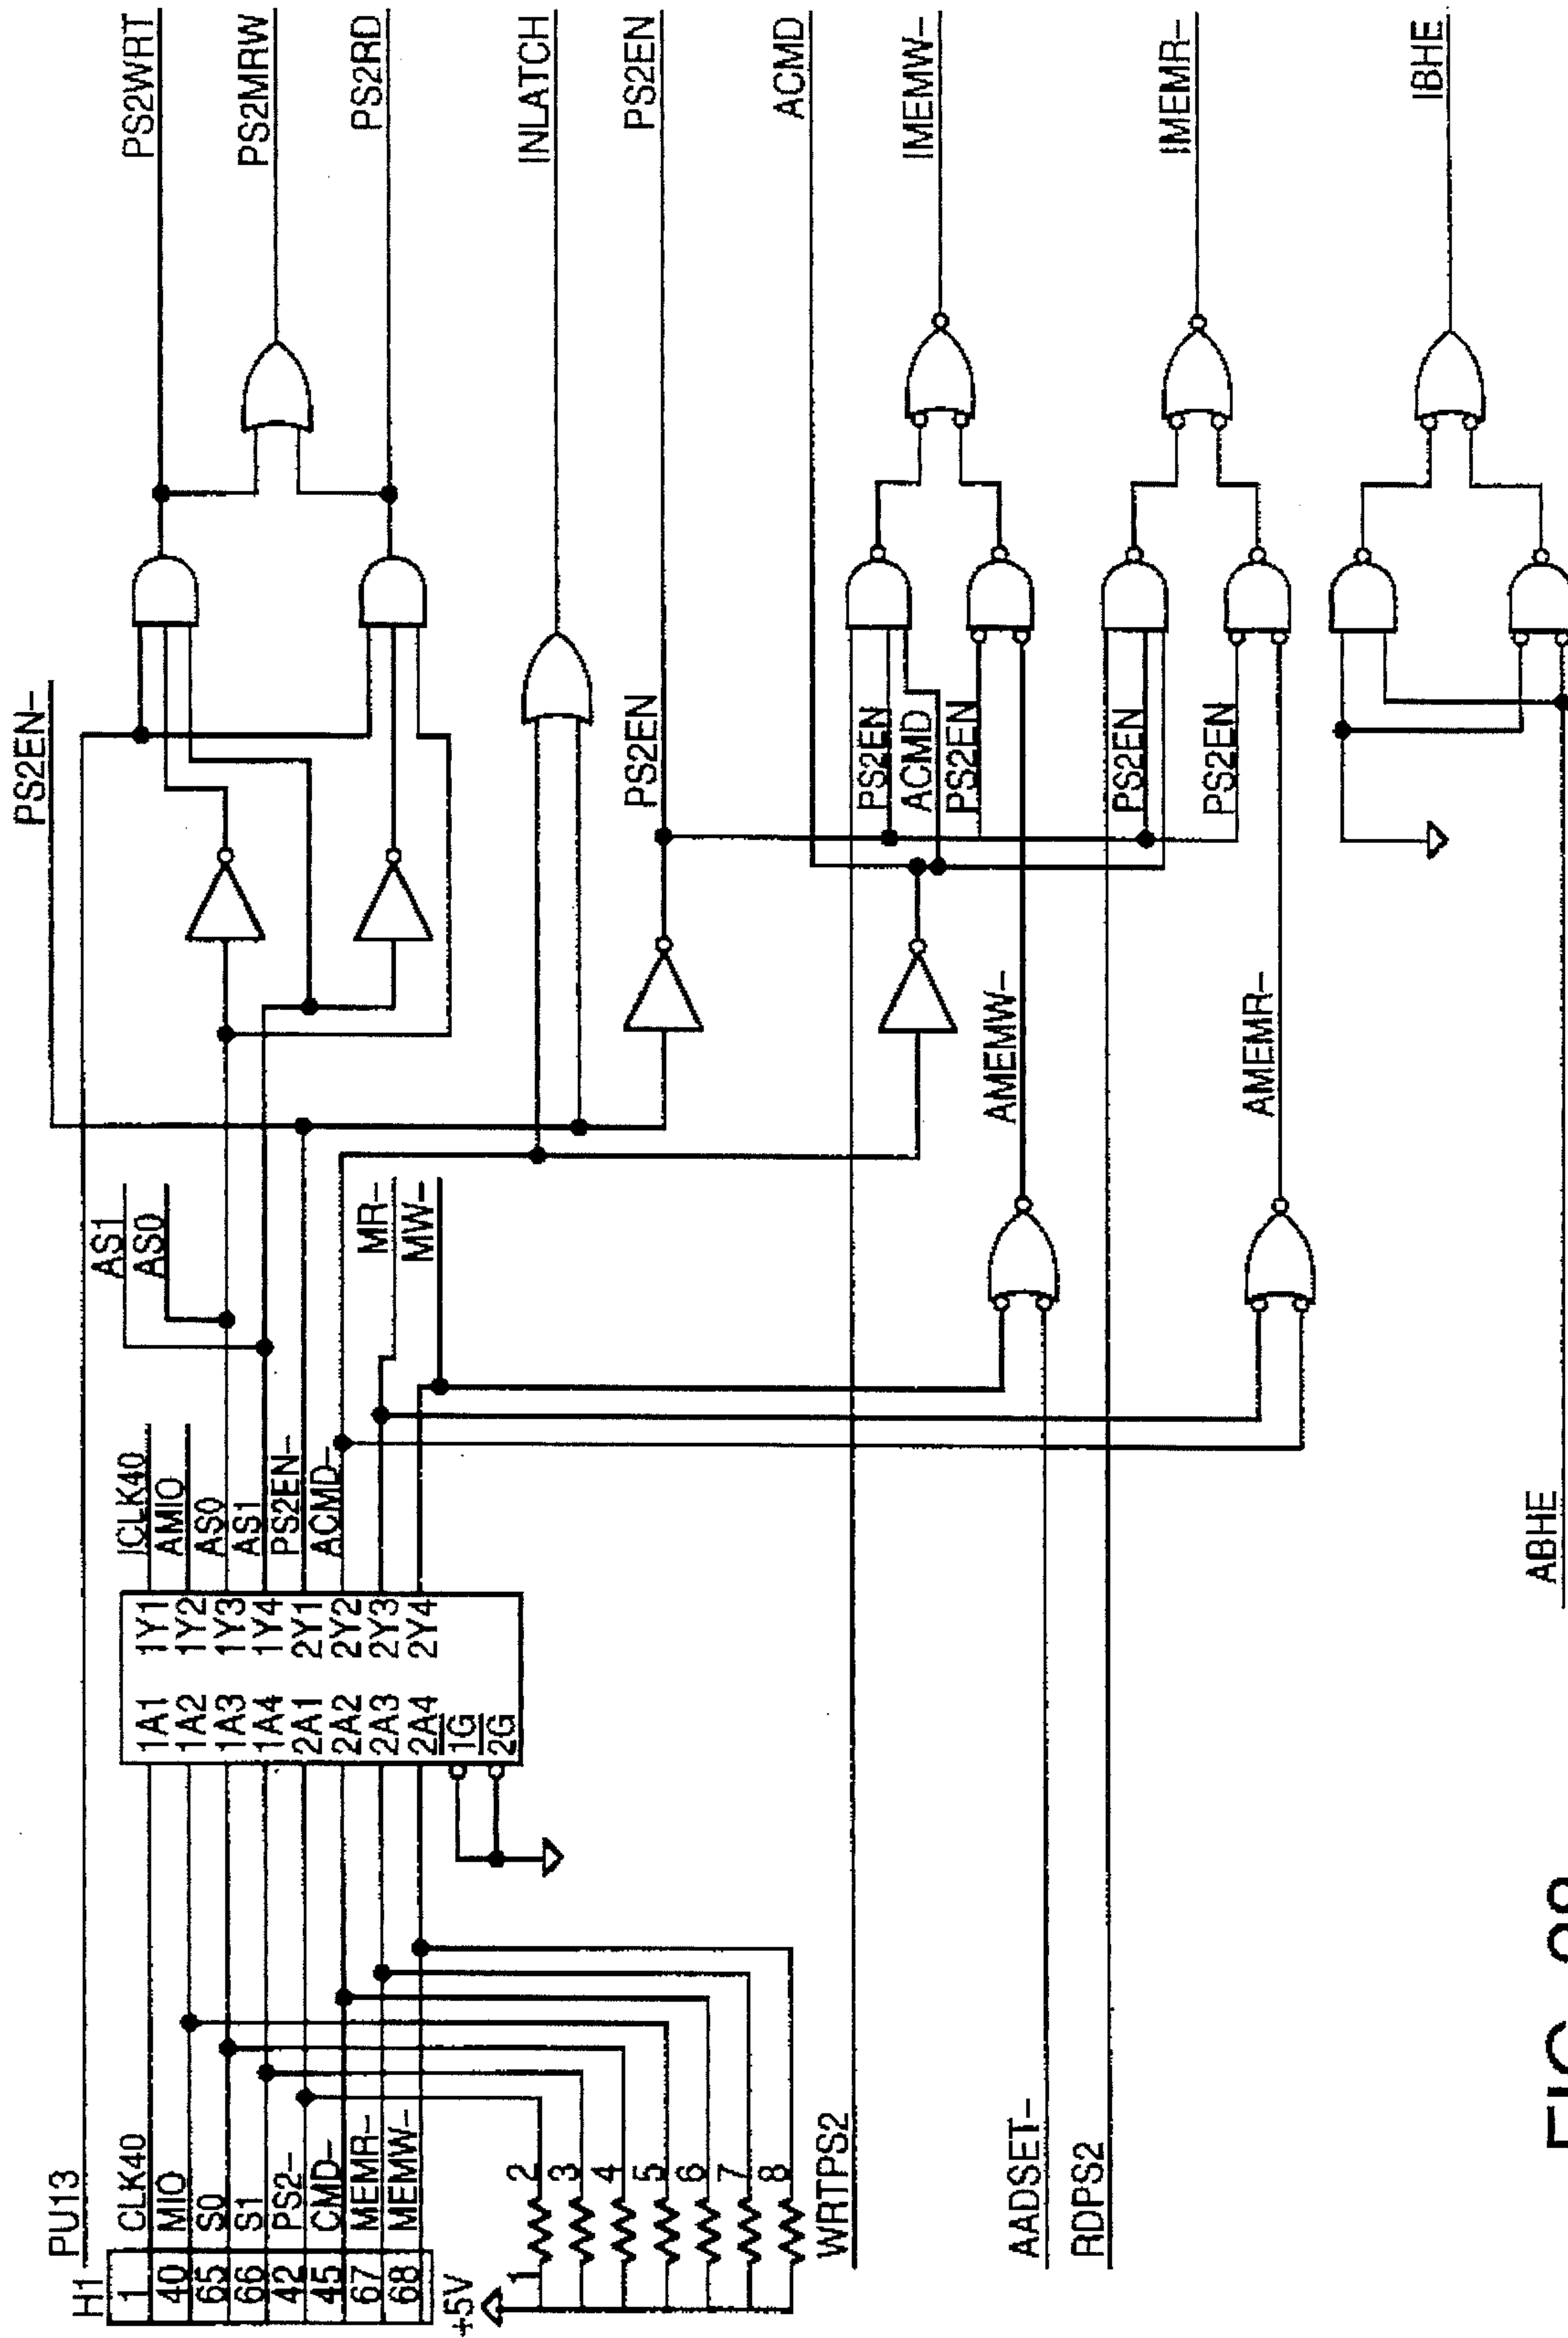 PU13
H1
1 CLK40
40 MIO
65 S0
66 S1
42 PS2–
45 CMD–
67 MEMR–
68 MEMW–
+5V
1 2
3
4
5
6
7
8
1A1 1Y1
1A2 1Y2
1A3 1Y3
1A4 1Y4
2A1 2Y1
2A2 2Y2
2A3 2Y3
2A4 2Y4
1G
2G
ICLK40
AMIO
AS0
AS1
PS2EN–
ACMD–
AS1
AS0
MR–
MW–
PS2EN–
PS2WRT
PS2MRW
PS2RD
INLATCH
PS2EN
PS2EN
ACMD
WRTPS2
PS2EN
ACMD
PS2EN
IMEMW–
AADSET–
AMEMW–
RDPS2
PS2EN
PS2EN
IMEMR–
AMEMR–
IBHE
ABHE